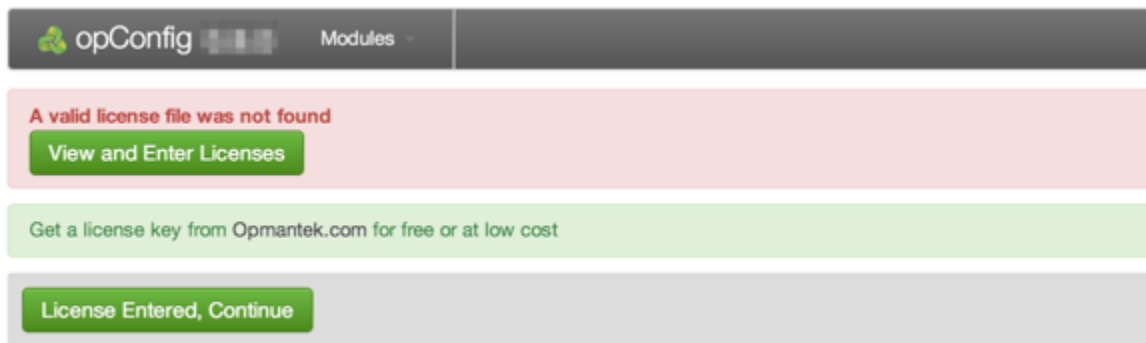 opConfig
Modules
A valid license file was not found
View and Enter Licenses
Get a license key from Opmantek.com for free or at low cost
License Entered, Continue